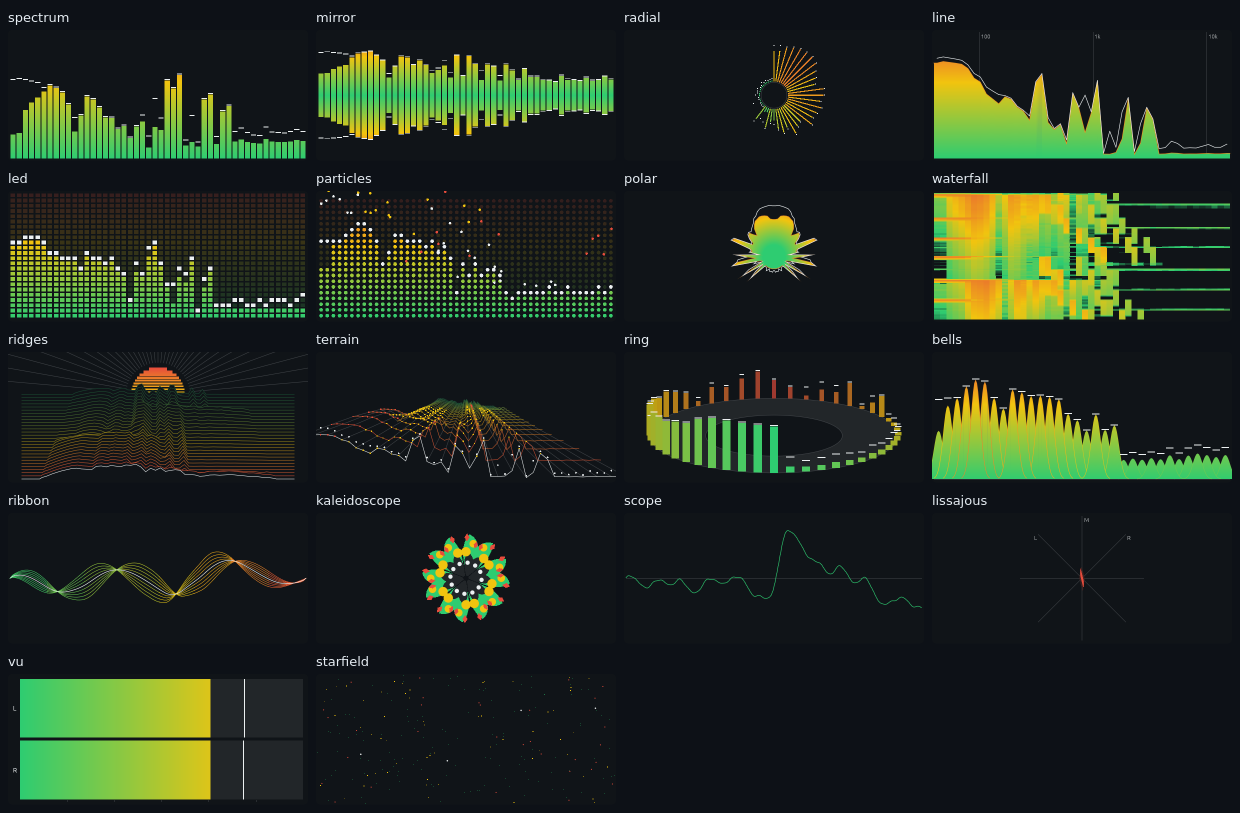 spectrum
mirror
radial
line
100
1k
10k
led
particles
polar
waterfall
ridges
terrain
ring
bells
ribbon
kaleidoscope
scope
lissajous
M
L
R
vu
starfield
L
R